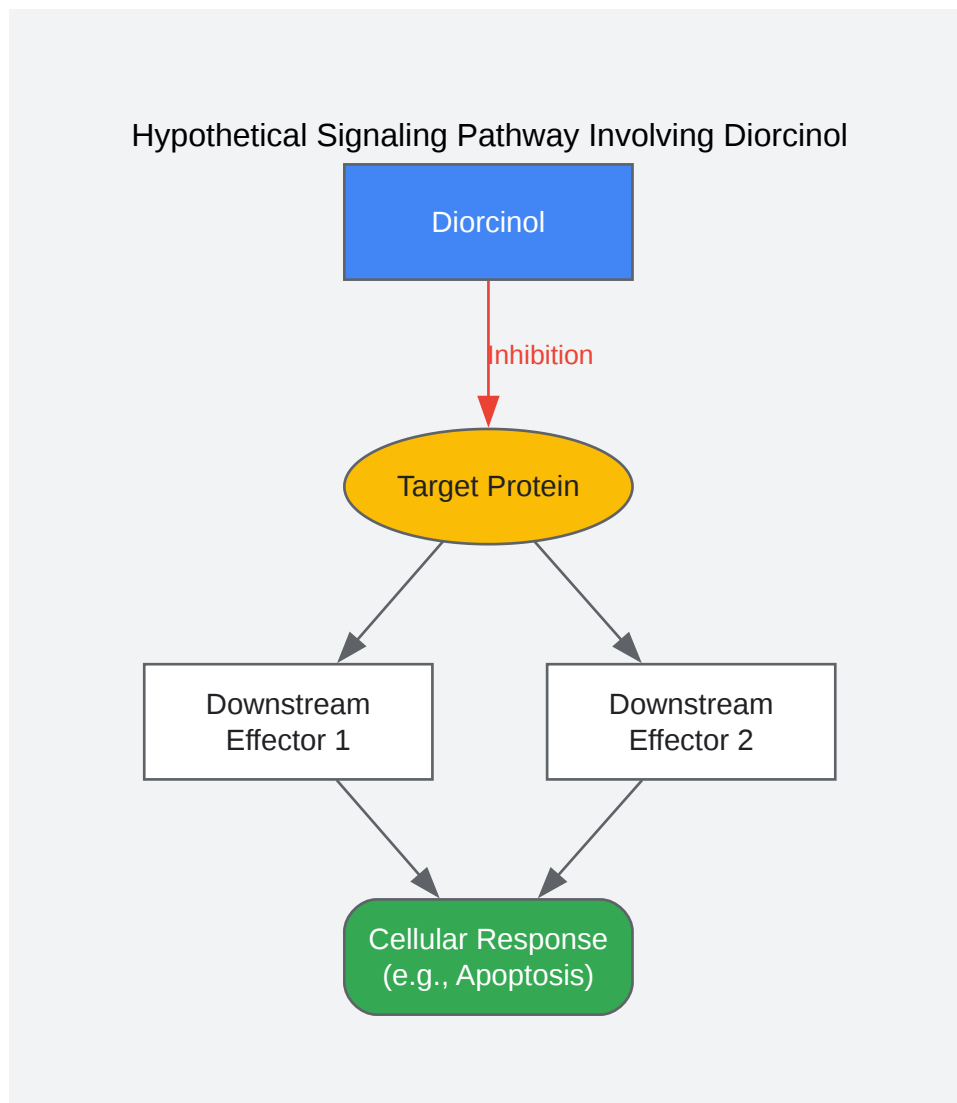 Hypothetical Signaling Pathway Involving Diorcinol
Diorcinol
Inhibition
Target Protein
Downstream
Effector 1
Downstream
Effector 2
Cellular Response
(e.g., Apoptosis)